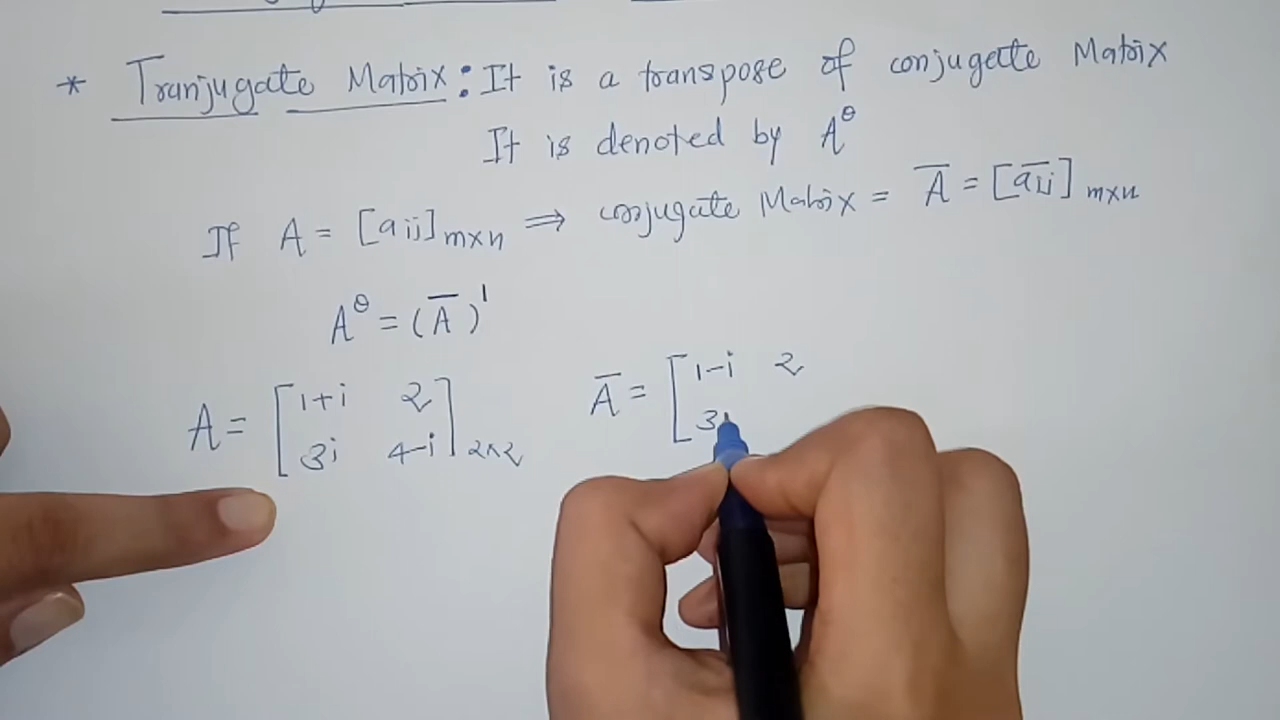 * Tranjugate Matrix: It is a transpose of conjugate Matrix
It is denoted by A^θ
If A = [aij]m×n ⟹ conjugate Matrix = A̅ = [a̅i̅j̅]m×n
A^θ = (A̅)'
A = [1+i 2 A̅ = [1-i 2
3i 4-i]2×2 3